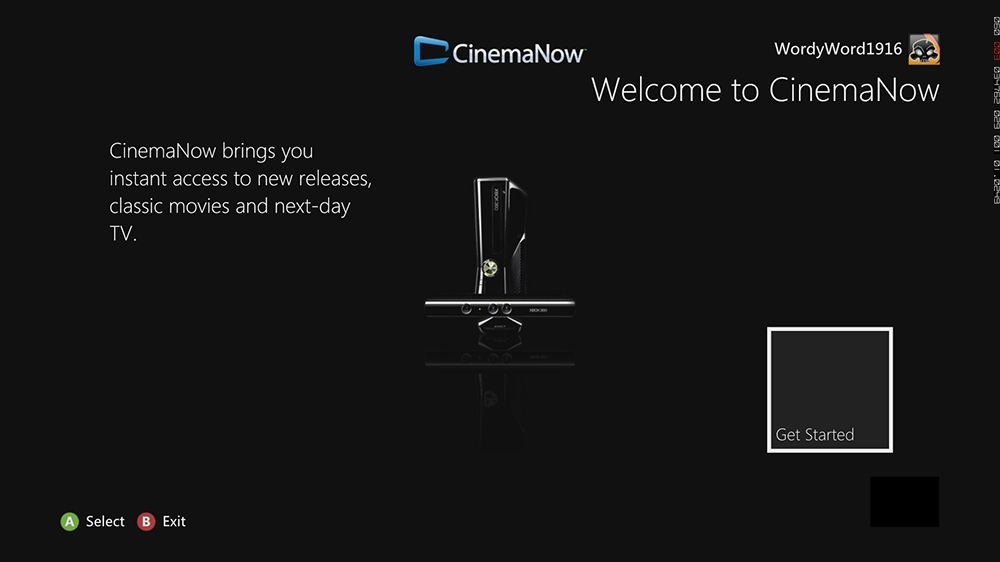 CinemaNow
WordyWord1916
Welcome to CinemaNow
CinemaNow brings you
instant access to new releases,
classic movies and next-day
TV.
XBOX 360
XBOX 360
Get Started
A Select B Exit